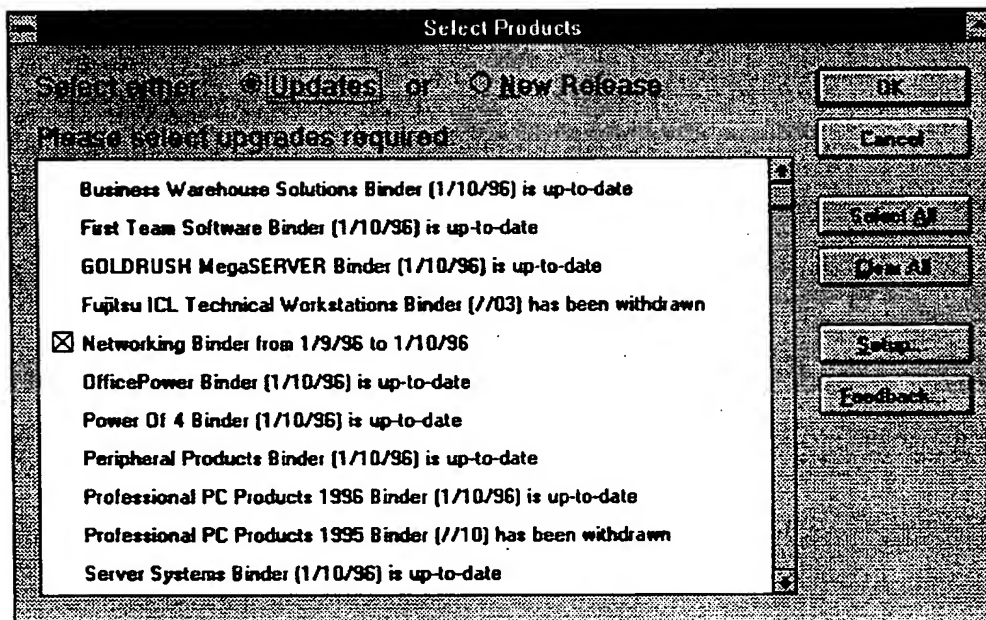 Select Products
Select either: Updates or New Release
Please select upgrades required:
Business Warehouse Solutions Binder (1/10/96) is up-to-date
First Team Software Binder (1/10/96) is up-to-date
GOLDRUSH MegaSERVER Binder (1/10/96) is up-to-date
Fujitsu ICL Technical Workstations Binder (//03) has been withdrawn
Networking Binder from 1/9/96 to 1/10/96
OfficePower Binder (1/10/96) is up-to-date
Power Of 4 Binder (1/10/96) is up-to-date
Peripheral Products Binder (1/10/96) is up-to-date
Professional PC Products 1996 Binder (1/10/96) is up-to-date
Professional PC Products 1995 Binder (//10) has been withdrawn
Server Systems Binder (1/10/96) is up-to-date
OK
Cancel
Select All
Clear All
Setup...
Feedback...